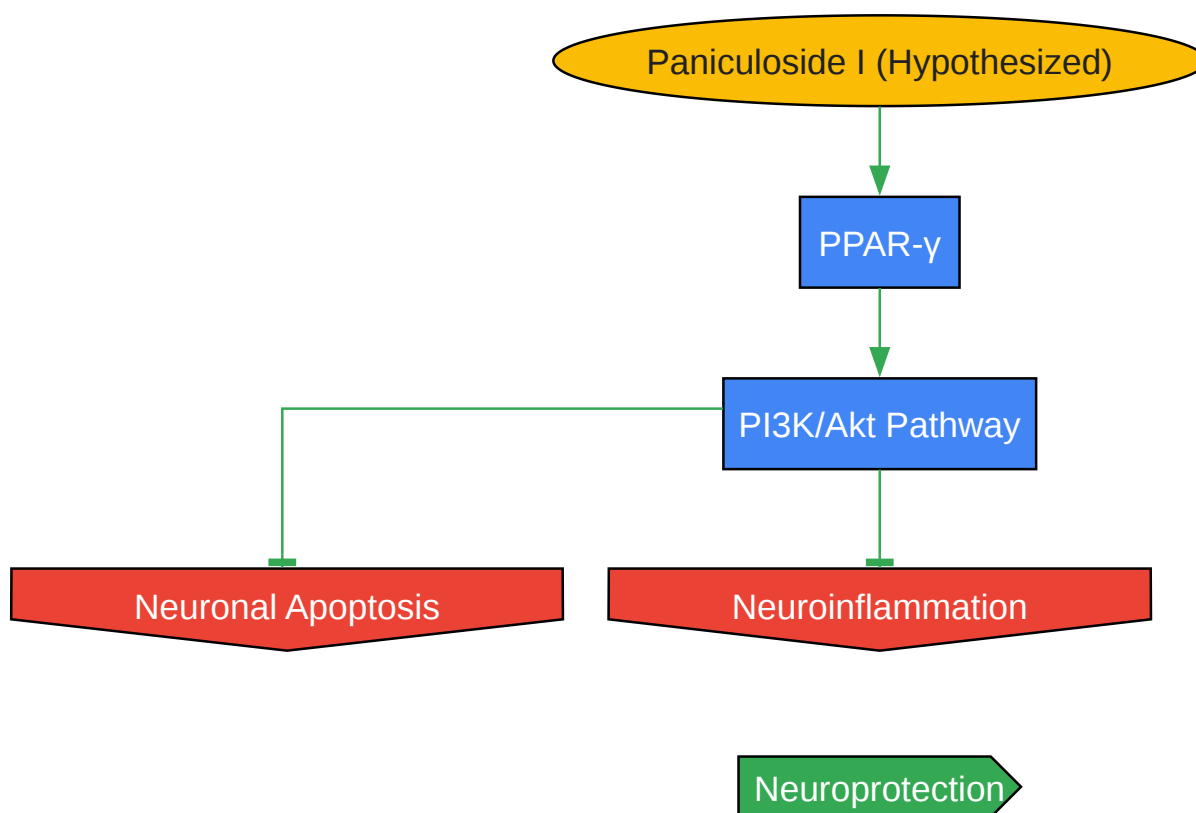 Paniculoside I (Hypothesized)
PPAR-γ
PI3K/Akt Pathway
Neuronal Apoptosis
Neuroinflammation
Neuroprotection